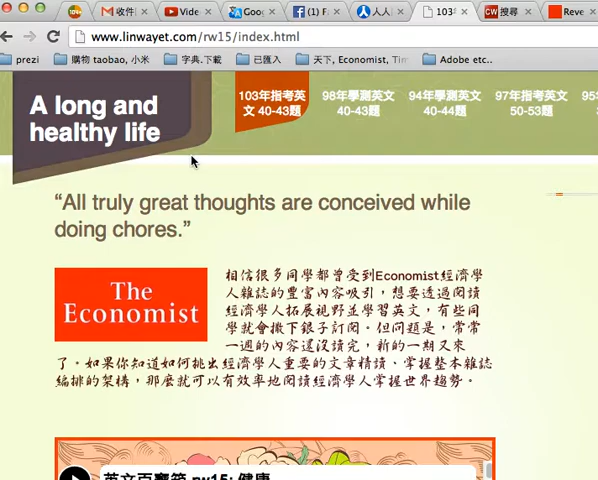 收件
Vide
Goo
(1) F
人人
103
搜尋
Reve
www.linwayet.com/rw15/index.html
prezi
購物 taobao, 小米
字典.下載
天下, Economist, Tim
Adobe etc..
A long and
healthy life
103年指考英
文 40-43題
98年學測英文
40-43題
94年學測英文
40-44題
97年指考英文
50-53題
“All truly great thoughts are conceived while
doing chores.”
The
Economist
相信很多同學都曾受到Economist經濟學
人雜誌的豐富內容吸引，想要透過閱讀
經濟學人拓展視野並學習英文，有些同
學就會撒下銀子訂閱。但問題是，常常
一週的內容還沒讀完，新的一期又來
了。如果你知道如何挑出經濟學人重要的文章精讀、掌握整本雜誌
編排的架構，那麼就可以有效率地閱讀經濟學人掌握世界趨勢。
英文百寶箱 rw15: 健康